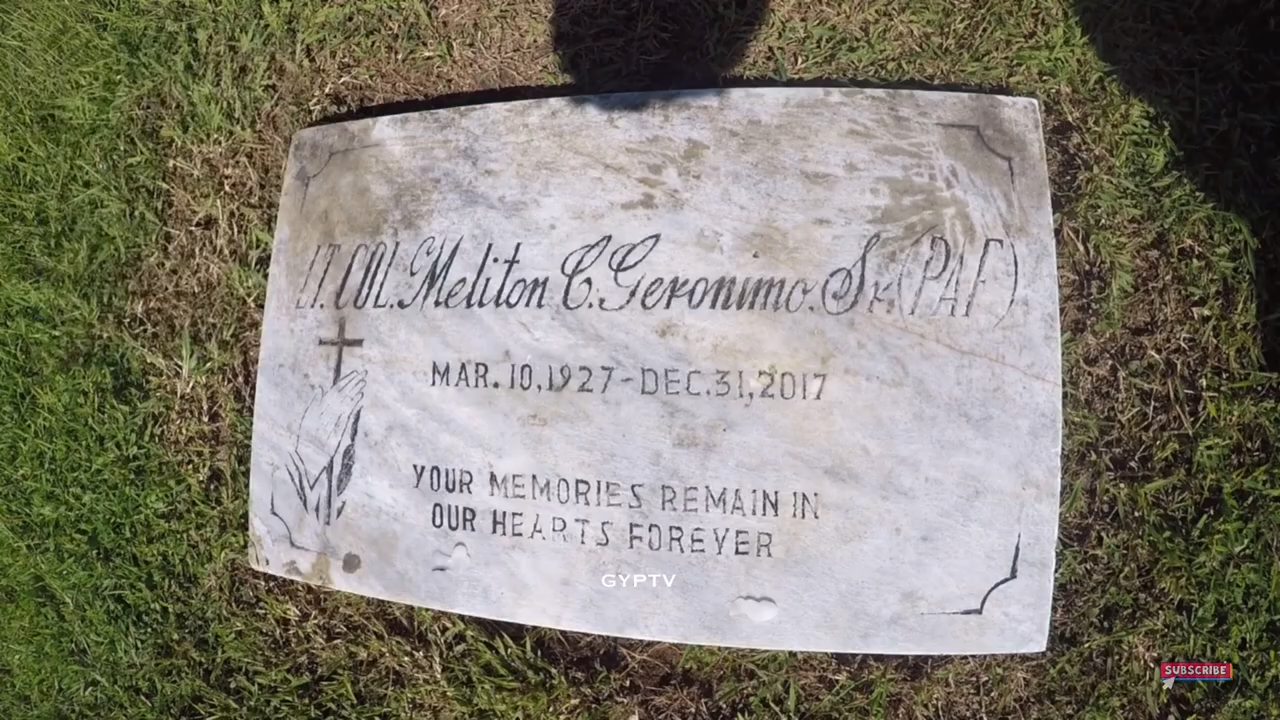 LT. COL. Meliton C. Geronimo. Sr. (PAF)
MAR. 10, 1927 - DEC. 31, 2017
YOUR MEMORIES REMAIN IN
OUR HEARTS FOREVER
GYPTV
SUBSCRIBE